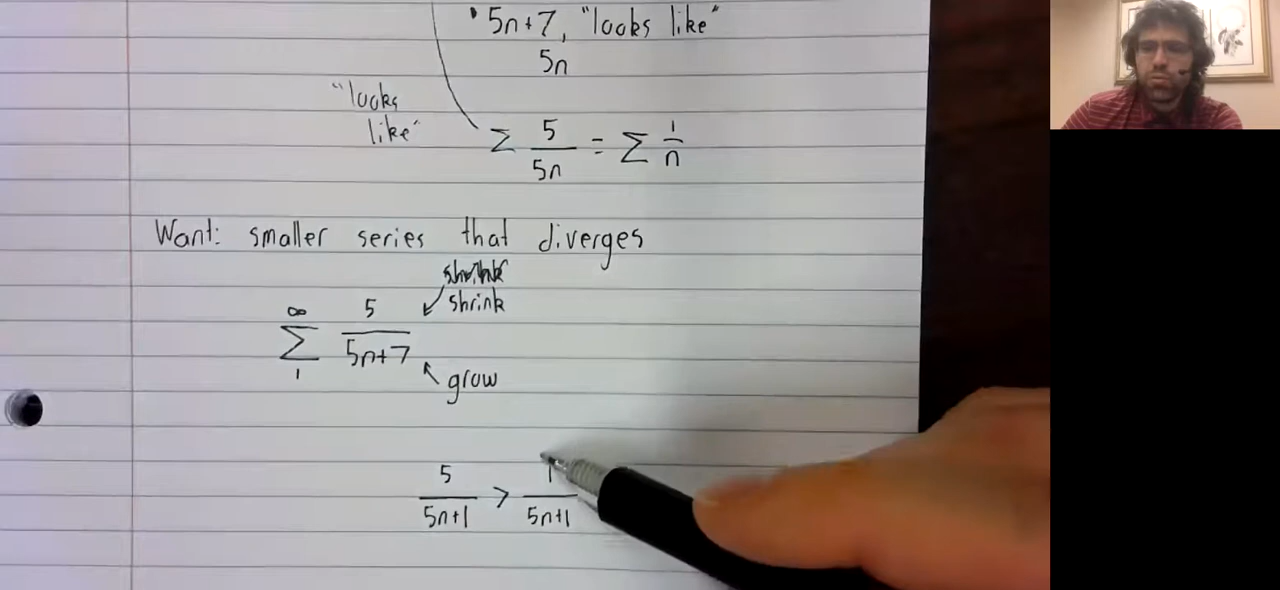 • 5n+7, "looks like"
5n
"looks
like"
∑ 5/5n = ∑ 1/n
Want: smaller series that diverges
shrink
shrink
∞
∑ 5/5n+7
1
grow
5/5n+1 > 1/5n+1